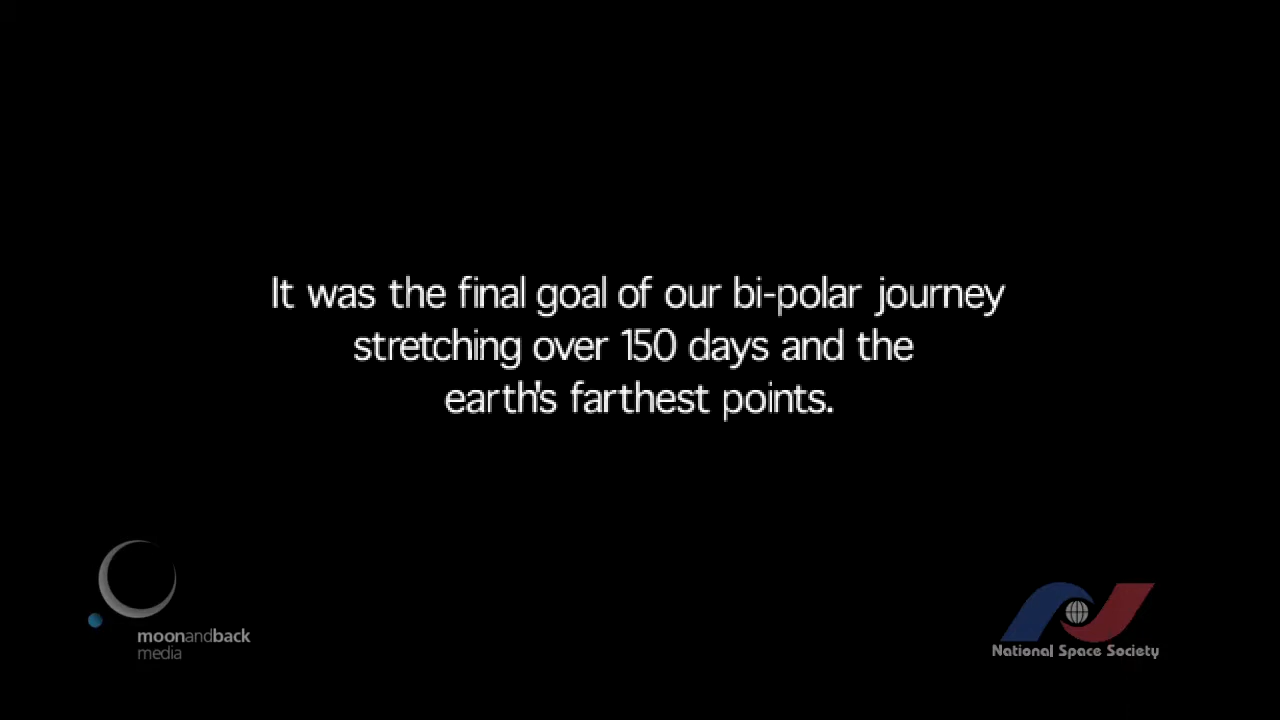 It was the final goal of our bi-polar journey
stretching over 150 days and the
earth's farthest points.
moonandback
media
National Space Society